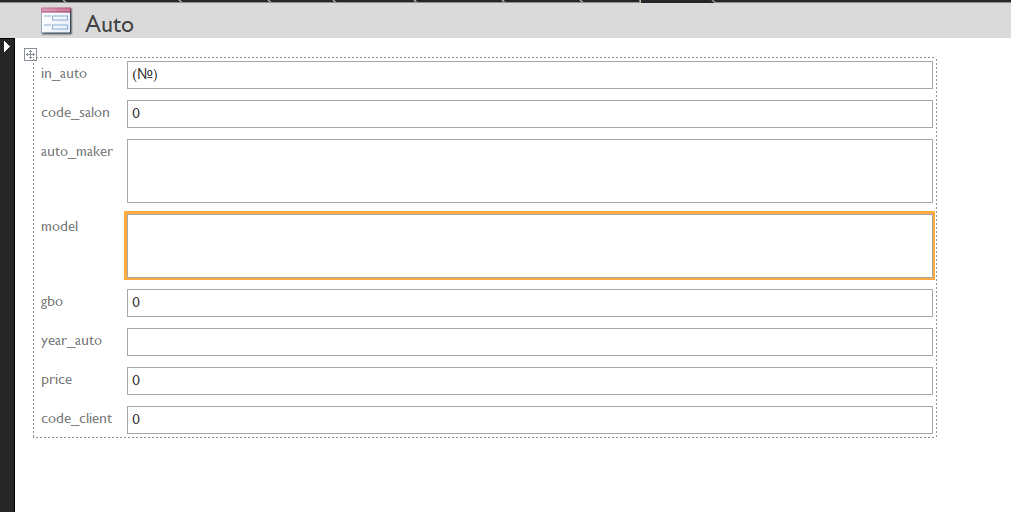 Auto
in_auto (№)
code_salon 0
auto_maker
model
gbo 0
year_auto
price 0
code_client 0